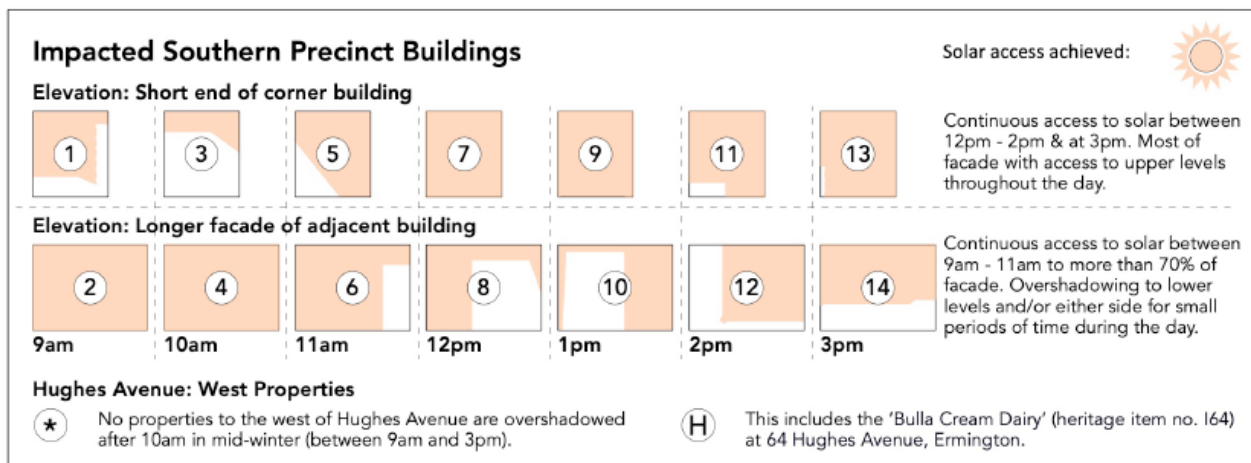 Impacted Southern Precinct Buildings
Solar access achieved:
Elevation: Short end of corner building
1
3
5
7
9
11
13
Continuous access to solar between
12pm - 2pm & at 3pm. Most of
facade with access to upper levels
throughout the day.
Elevation: Longer facade of adjacent building
2
4
6
8
10
12
14
Continuous access to solar between
9am - 11am to more than 70% of
facade. Overshadowing to lower
levels and/or either side for small
periods of time during the day.
9am
10am
11am
12pm
1pm
2pm
3pm
Hughes Avenue: West Properties
*
No properties to the west of Hughes Avenue are overshadowed
after 10am in mid-winter (between 9am and 3pm).
H
This includes the 'Bulla Cream Dairy' (heritage item no. I64)
at 64 Hughes Avenue, Ermington.